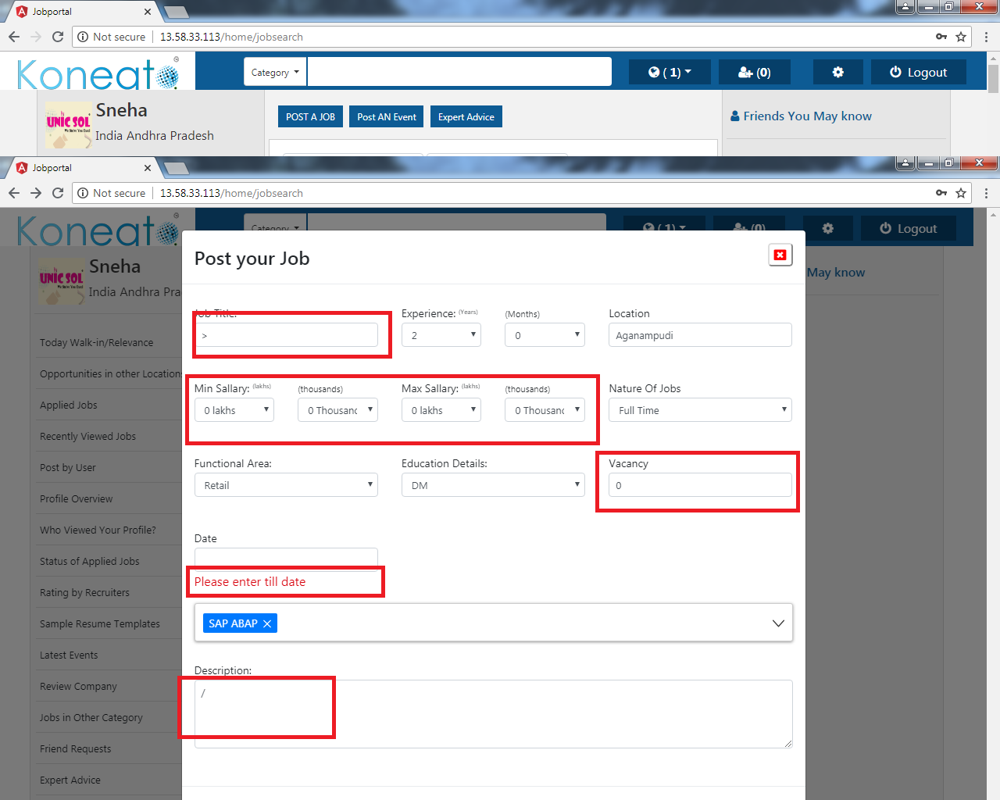 Jobportal
Not secure 13.58.33.113/home/jobsearch
Koneato
Category
( 1)
(0)
Logout
UNIC SOL
Sneha
India Andhra Pradesh
POST A JOB
Post AN Event
Expert Advice
Friends You May know
Jobportal
Not secure 13.58.33.113/home/jobsearch
Koneato
Category
( 1)
(0)
Logout
UNIC SOL
Sneha
India Andhra Pra
May know
Post your Job
Job Title:
Experience: (Years)
(Months)
Location
>
2
0
Aganampudi
Min Sallary: (lakhs)
(thousands)
Max Sallary: (lakhs)
(thousands)
Nature Of Jobs
0 lakhs
0 Thousand
0 lakhs
0 Thousand
Full Time
Functional Area:
Education Details:
Vacancy
Retail
DM
0
Date
Please enter till date
SAP ABAP
Description:
/
Today Walk-in/Relevance
Opportunities in other Location
Applied Jobs
Recently Viewed Jobs
Post by User
Profile Overview
Who Viewed Your Profile?
Status of Applied Jobs
Rating by Recruiters
Sample Resume Templates
Latest Events
Review Company
Jobs in Other Category
Friend Requests
Expert Advice